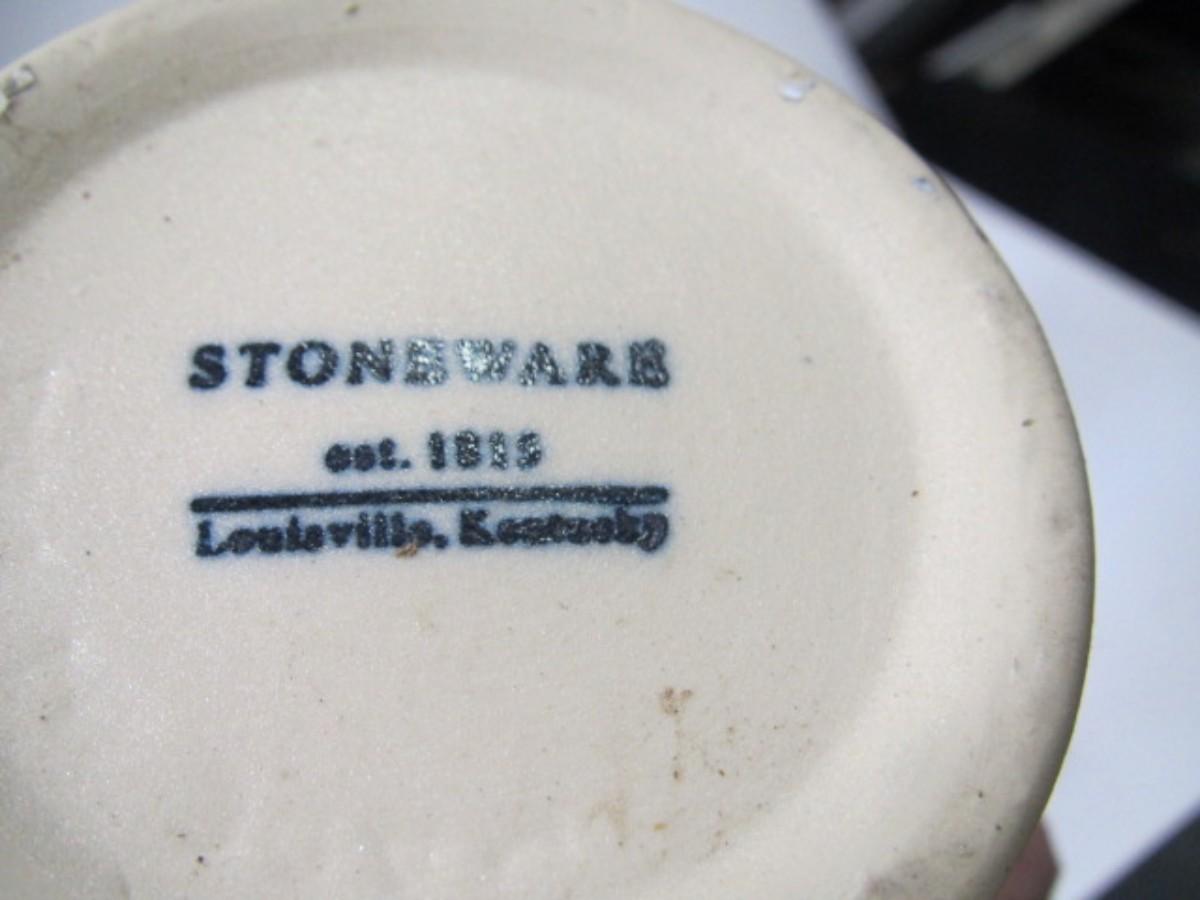 STONEWARE
est. 1815
Louisville, Kentucky